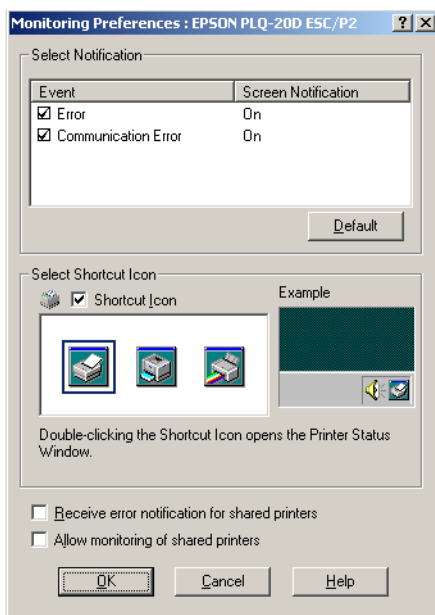 Monitoring Preferences : EPSON PLQ-20D ESC/P2
Select Notification
Event Screen Notification
Error On
Communication Error On
Default
Select Shortcut Icon
Shortcut Icon Example
Double-clicking the Shortcut Icon opens the Printer Status
Window.
Receive error notification for shared printers
Allow monitoring of shared printers
OK Cancel Help